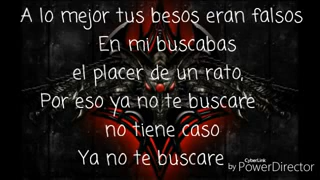 A lo mejor tus besos eran falsos
En mi buscabas
el placer de un rato,
Por eso ya no te buscare
no tiene caso
Ya no te buscare
CyberLink
by PowerDirector